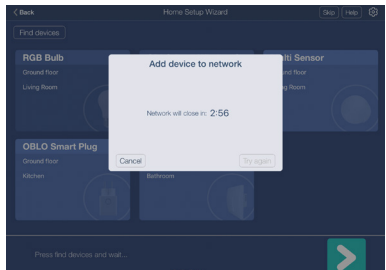 Back
Home Setup Wizard
Skip
Help
Find devices
RGB Bulb
Ground floor
Living Room
lti Sensor
nd floor
g Room
Add device to network
Network will close in: 2:56
Cancel
Try again
OBLO Smart Plug
Ground floor
Kitchen
Bathroom
Press find devices and wait...